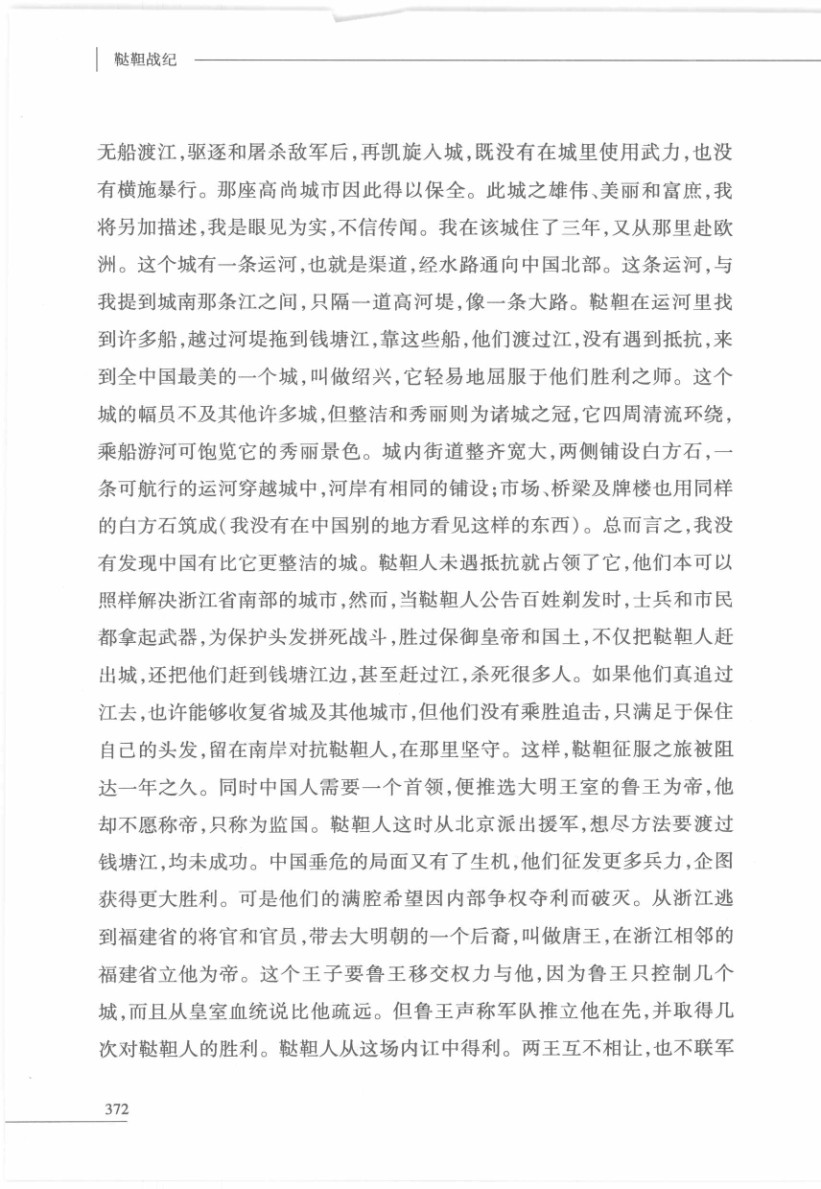 鞑靼战纪
无船渡江,驱逐和屠杀敌军后,再凯旋入城,既没有在城里使用武力,也没
有横施暴行。那座高尚城市因此得以保全。此城之雄伟、美丽和富庶,我
将另加描述,我是眼见为实,不信传闻。我在该城住了三年,又从那里赴欧
洲。这个城有一条运河,也就是渠道,经水路通向中国北部。这条运河,与
我提到城南那条江之间,只隔一道高河堤,像一条大路。鞑靼在运河里找
到许多船,越过河堤拖到钱塘江,靠这些船,他们渡过江,没有遇到抵抗,来
到全中国最美的一个城,叫做绍兴,它轻易地屈服于他们胜利之师。这个
城的幅员不及其他许多城,但整洁和秀丽则为诸城之冠,它四周清流环绕,
乘船游河可饱览它的秀丽景色。城内街道整齐宽大,两侧铺设白方石,一
条可航行的运河穿越城中,河岸有相同的铺设;市场、桥梁及牌楼也用同样
的白方石筑成(我没有在中国别的地方看见这样的东西)。总而言之,我没
有发现中国有比它更整洁的城。鞑靼人未遇抵抗就占领了它,他们本可以
照样解决浙江省南部的城市,然而,当鞑靼人公告百姓剃发时,士兵和市民
都拿起武器,为保护头发拼死战斗,胜过保御皇帝和国土,不仅把鞑靼人赶
出城,还把他们赶到钱塘江边,甚至赶过江,杀死很多人。如果他们真追过
江去,也许能够收复省城及其他城市,但他们没有乘胜追击,只满足于保住
自己的头发,留在南岸对抗鞑靼人,在那里坚守。这样,鞑靼征服之旅被阻
达一年之久。同时中国人需要一个首领,便推选大明王室的鲁王为帝,他
却不愿称帝,只称为监国。鞑靼人这时从北京派出援军,想尽方法要渡过
钱塘江,均未成功。中国垂危的局面又有了生机,他们征发更多兵力,企图
获得更大胜利。可是他们的满腔希望因内部争权夺利而破灭。从浙江逃
到福建省的将官和官员,带去大明朝的一个后裔,叫做唐王,在浙江相邻的
福建省立他为帝。这个王子要鲁王移交权力与他,因为鲁王只控制几个
城,而且从皇室血统说比他疏远。但鲁王声称军队推立他在先,并取得几
次对鞑靼人的胜利。鞑靼人从这场内讧中得利。两王互不相让,也不联军
372